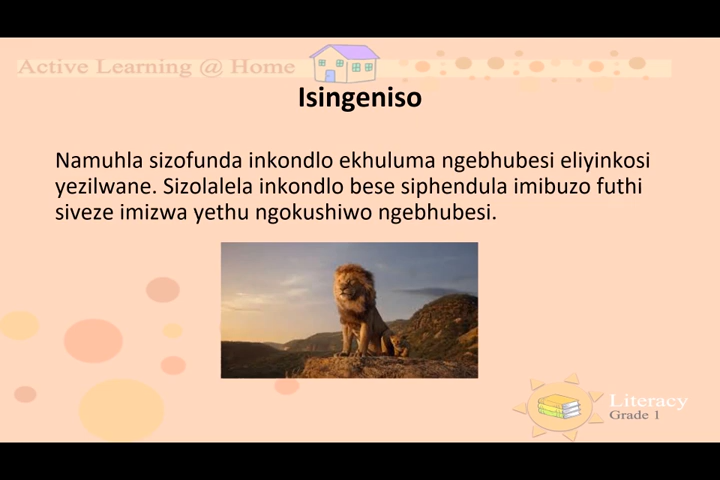 Active Learning @ Home
Isingeniso
Namuhla sizofunda inkondlo ekhuluma ngebhubesi eliyinkosi
yezilwane. Sizolalela inkondlo bese siphendula imibuzo futhi
siveze imizwa yethu ngokushiwo ngebhubesi.
Literacy
Grade 1